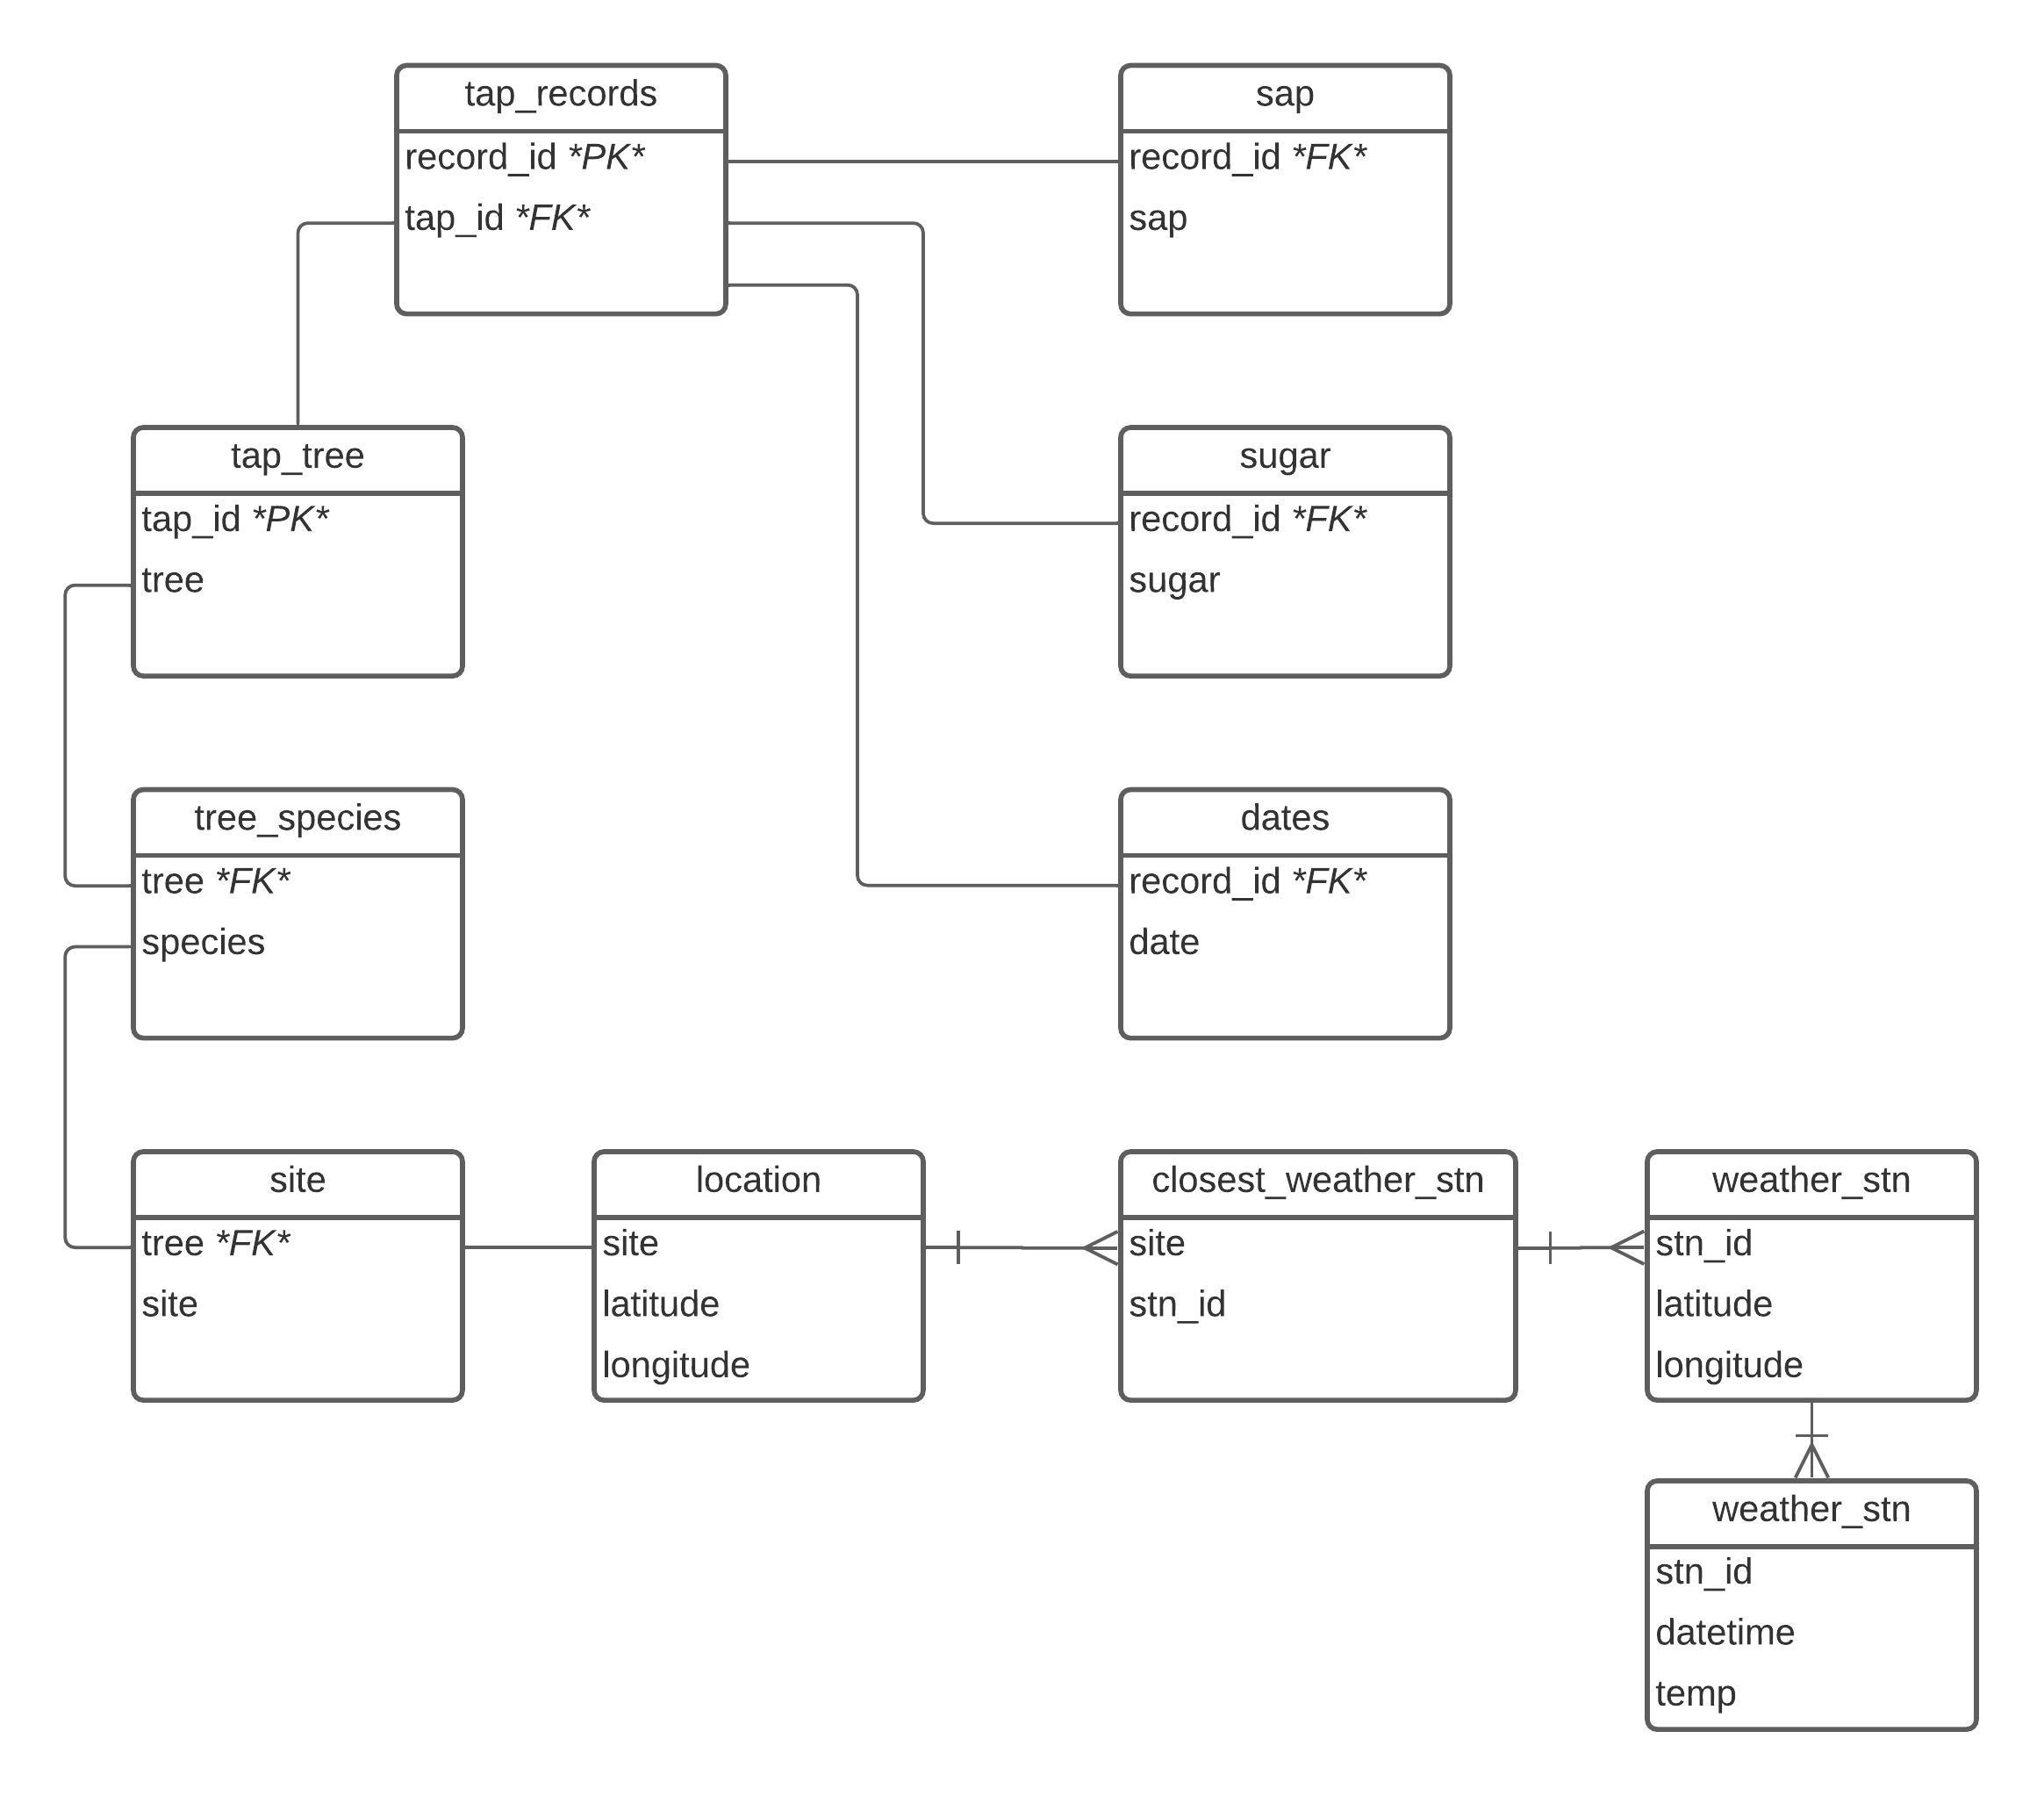 tap_records
record_id *PK*
tap_id *FK*
sap
record_id *FK*
sap
tap_tree
tap_id *PK*
tree
sugar
record_id *FK*
sugar
tree_species
tree *FK*
species
dates
record_id *FK*
date
site
tree *FK*
site
location
site
latitude
longitude
closest_weather_stn
site
stn_id
weather_stn
stn_id
latitude
longitude
weather_stn
stn_id
datetime
temp